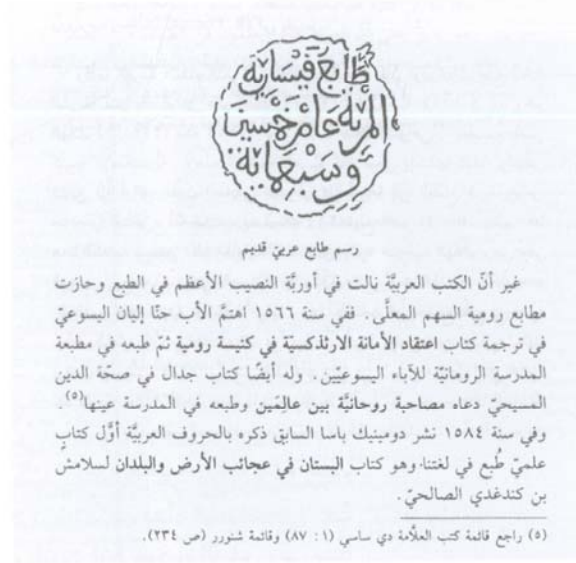 طابع قيسارية
المرية عام خمسين
وسبعماية
رسم طابع عربيّ قديم
غير أنّ الكتب العربيَّة نالت في أوربَّة النصيب الأعظم في الطبع وحازت
مطابع رومية السهم المعلَّى. ففي سنة ١٥٦٦ اهتمَّ الأب حنَّا إليان اليسوعيّ
في ترجمة كتاب اعتقاد الأمانة الارثذكسيَّة في كنيسة رومية ثمّ طبعه في مطبعة
المدرسة الرومانيَّة للآباء اليسوعيّين. وله أيضًا كتاب جدال في صحّة الدين
المسيحيّ دعاه مصاحبة روحانيَّة بين عالِمَين وطبعه في المدرسة عينها(٥).
وفي سنة ١٥٨٤ نشر دومينيك باسا السابق ذكره بالحروف العربيَّة أوَّل كتابٍ
علميّ طُبع في لغتنا وهو كتاب البستان في عجائب الأرض والبلدان لسلامش
بن كندغدي الصالحيّ.
(٥) راجع قائمة كتب العلَّامة دي ساسي (١: ٨٧) وقائمة شنورر (ص ٢٣٤).